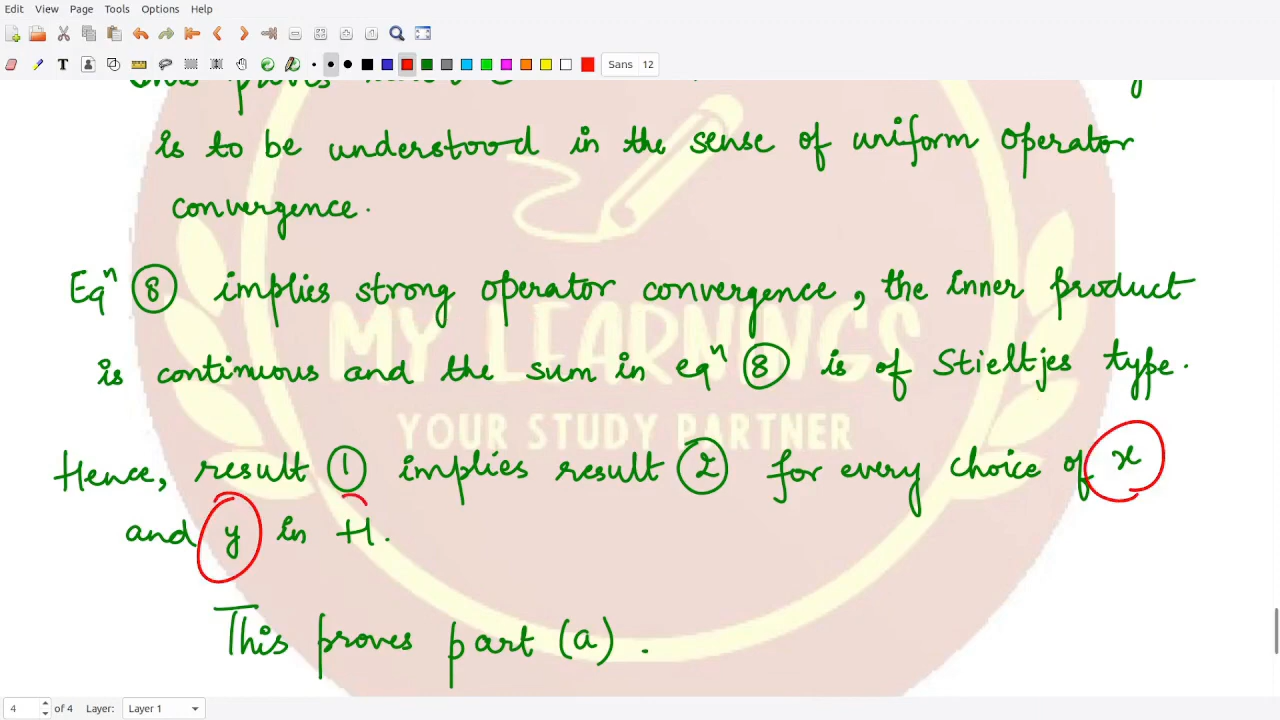 Edit View Page Tools Options Help
Sans 12
is to be understood in the sense of uniform operator
convergence.
Eqⁿ ⑧ implies strong operator convergence, the inner product
is continuous and the sum in eqⁿ ⑧ is of Stieltjes type.
Hence, result ① implies result ② for every choice of x
and y in H.
This proves part (a).
MY LEARNINGS
YOUR STUDY PARTNER
4 of 4 Layer: Layer 1